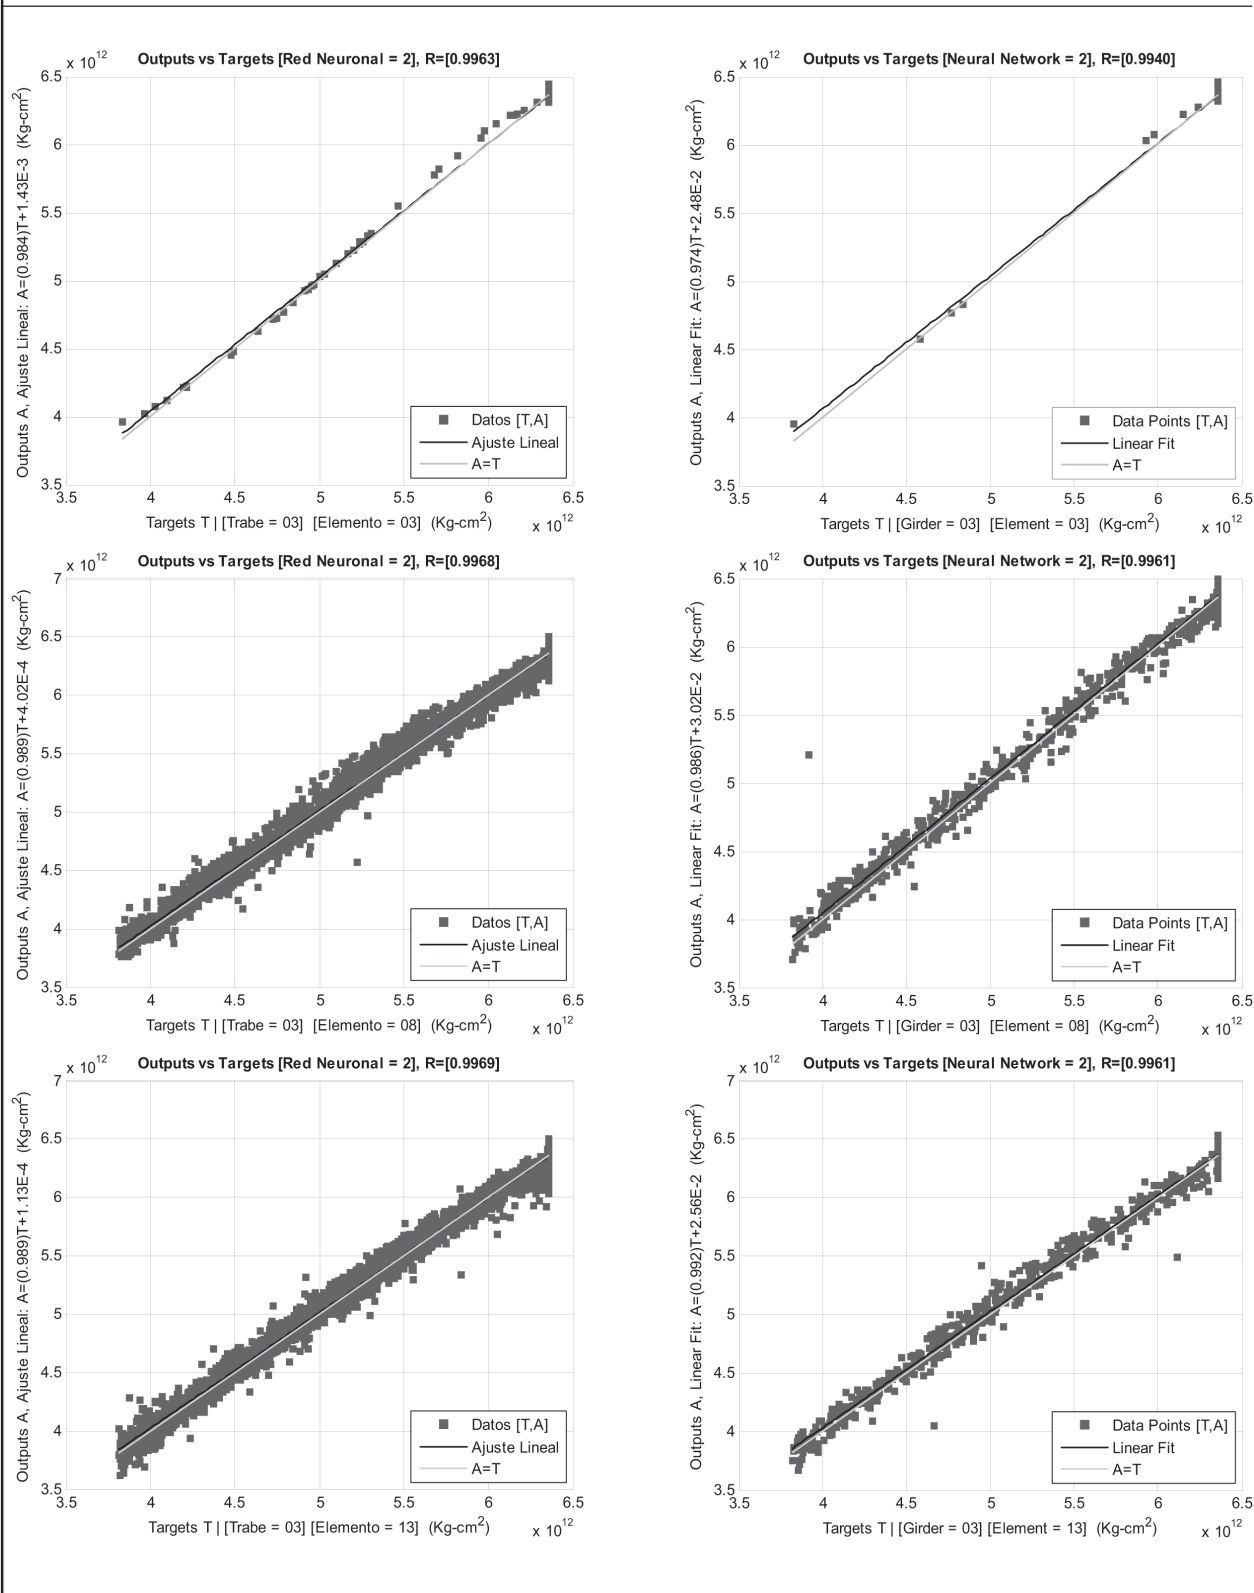 Outputs vs Targets [Red Neuronal = 2], R=[0.9963]
x 10^12
6.5
6
5.5
5
4.5
4
3.5
Outputs A, Ajuste Lineal: A=(0.984)T+1.43E-3 (Kg-cm^2)
Datos [T,A]
Ajuste Lineal
A=T
3.5 4 4.5 5 5.5 6 6.5
Targets T | [Trabe = 03] [Elemento = 03] (Kg-cm^2) x 10^12
Outputs vs Targets [Neural Network = 2], R=[0.9940]
x 10^12
6.5
6
5.5
5
4.5
4
3.5
Outputs A, Linear Fit: A=(0.974)T+2.48E-2 (Kg-cm^2)
Data Points [T,A]
Linear Fit
A=T
3.5 4 4.5 5 5.5 6 6.5
Targets T | [Girder = 03] [Element = 03] (Kg-cm^2) x 10^12
Outputs vs Targets [Red Neuronal = 2], R=[0.9968]
x 10^12
7
6.5
6
5.5
5
4.5
4
3.5
Outputs A, Ajuste Lineal: A=(0.989)T+4.02E-4 (Kg-cm^2)
Datos [T,A]
Ajuste Lineal
A=T
3.5 4 4.5 5 5.5 6 6.5
Targets T | [Trabe = 03] [Elemento = 08] (Kg-cm^2) x 10^12
Outputs vs Targets [Neural Network = 2], R=[0.9961]
x 10^12
6.5
6
5.5
5
4.5
4
3.5
Outputs A, Linear Fit: A=(0.986)T+3.02E-2 (Kg-cm^2)
Data Points [T,A]
Linear Fit
A=T
3.5 4 4.5 5 5.5 6 6.5
Targets T | [Girder = 03] [Element = 08] (Kg-cm^2) x 10^12
Outputs vs Targets [Red Neuronal = 2], R=[0.9969]
x 10^12
7
6.5
6
5.5
5
4.5
4
3.5
Outputs A, Ajuste Lineal: A=(0.989)T+1.13E-4 (Kg-cm^2)
Datos [T,A]
Ajuste Lineal
A=T
3.5 4 4.5 5 5.5 6 6.5
Targets T | [Trabe = 03] [Elemento = 13] (Kg-cm^2) x 10^12
Outputs vs Targets [Neural Network = 2], R=[0.9961]
x 10^12
7
6.5
6
5.5
5
4.5
4
3.5
Outputs A, Linear Fit: A=(0.992)T+2.56E-2 (Kg-cm^2)
Data Points [T,A]
Linear Fit
A=T
3.5 4 4.5 5 5.5 6 6.5
Targets T | [Girder = 03] [Element = 13] (Kg-cm^2) x 10^12